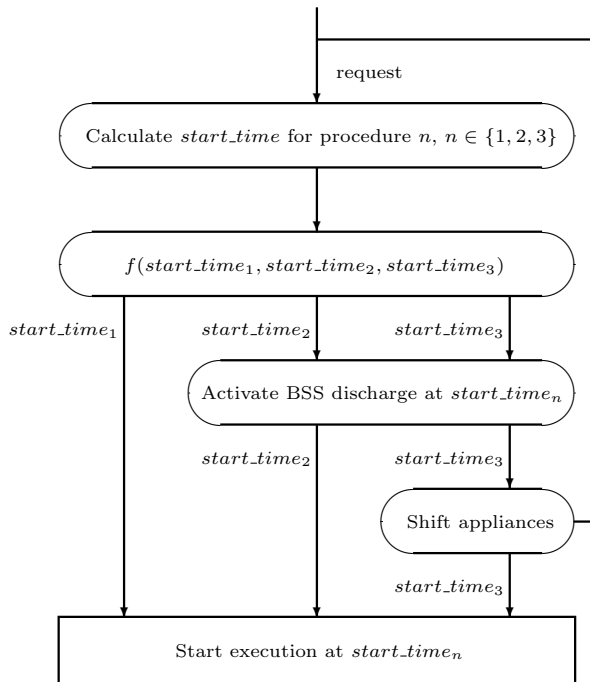 request
Calculate start_time for procedure n, n ∈ {1, 2, 3}
f(start_time₁, start_time₂, start_time₃)
start_time₁
start_time₂
start_time₃
Activate BSS discharge at start_timeₙ
start_time₂
start_time₃
Shift appliances
start_time₃
Start execution at start_timeₙ